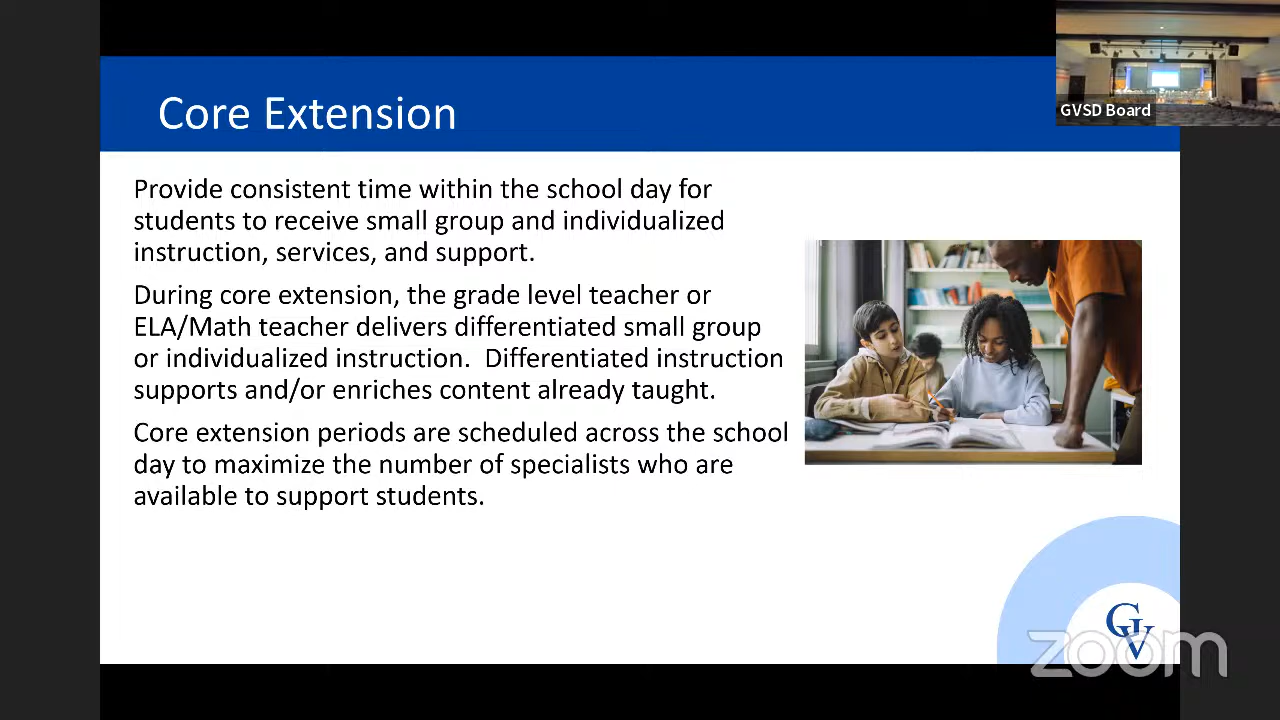 Core Extension
GVSD Board
Provide consistent time within the school day for
students to receive small group and individualized
instruction, services, and support.
During core extension, the grade level teacher or
ELA/Math teacher delivers differentiated small group
or individualized instruction.  Differentiated instruction
supports and/or enriches content already taught.
Core extension periods are scheduled across the school
day to maximize the number of specialists who are
available to support students.
GV
zoom